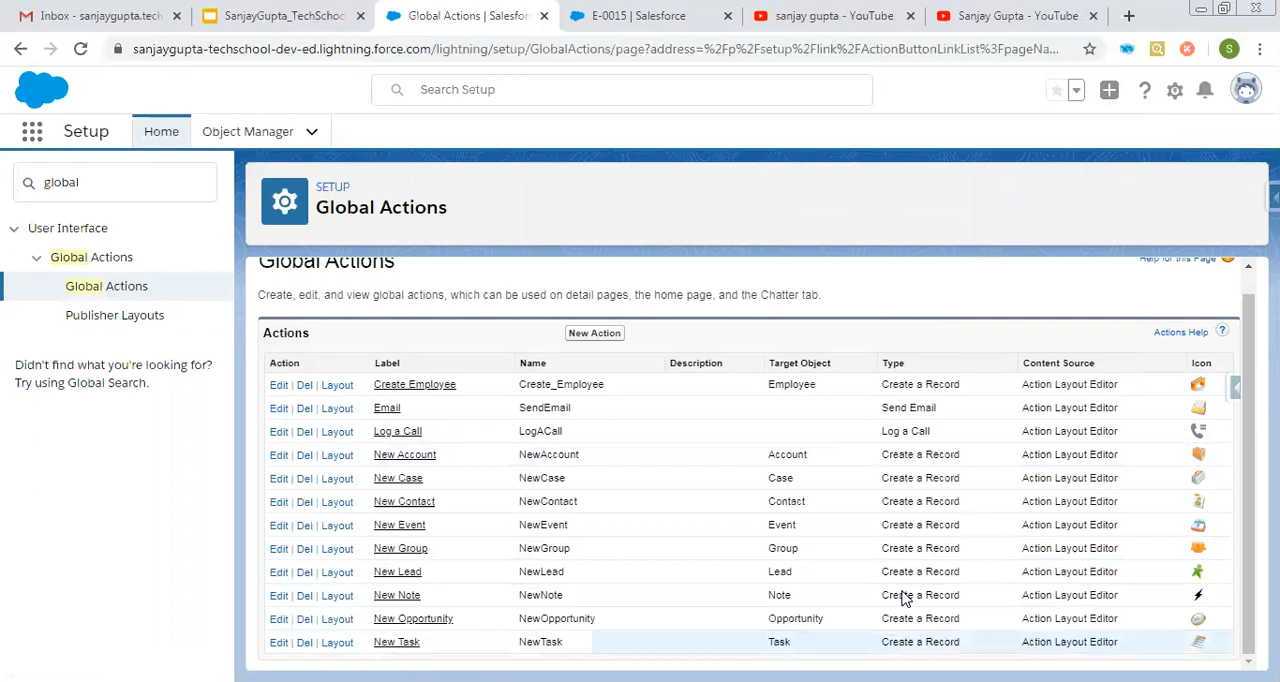 Inbox - sanjaygupta.tech
SanjayGupta_TechSchoo
Global Actions | Salesfor
E-0015 | Salesforce
sanjay gupta - YouTube
Sanjay Gupta - YouTube
sanjaygupta-techschool-dev-ed.lightning.force.com/lightning/setup/GlobalActions/page?address=%2Fp%2Fsetup%2Flink%2FActionButtonLinkList%3FpageNa...
S
Search Setup
Setup
Home
Object Manager
global
User Interface
Global Actions
Global Actions
Publisher Layouts
Didn't find what you're looking for?
Try using Global Search.
SETUP
Global Actions
Global Actions
Help for this Page
Create, edit, and view global actions, which can be used on detail pages, the home page, and the Chatter tab.
Actions New Action Actions Help ?
Action Label Name Description Target Object Type Content Source Icon
Edit | Del | Layout Create Employee Create_Employee Employee Create a Record Action Layout Editor
Edit | Del | Layout Email SendEmail Send Email Action Layout Editor
Edit | Del | Layout Log a Call LogACall Log a Call Action Layout Editor
Edit | Del | Layout New Account NewAccount Account Create a Record Action Layout Editor
Edit | Del | Layout New Case NewCase Case Create a Record Action Layout Editor
Edit | Del | Layout New Contact NewContact Contact Create a Record Action Layout Editor
Edit | Del | Layout New Event NewEvent Event Create a Record Action Layout Editor
Edit | Del | Layout New Group NewGroup Group Create a Record Action Layout Editor
Edit | Del | Layout New Lead NewLead Lead Create a Record Action Layout Editor
Edit | Del | Layout New Note NewNote Note Create a Record Action Layout Editor
Edit | Del | Layout New Opportunity NewOpportunity Opportunity Create a Record Action Layout Editor
Edit | Del | Layout New Task NewTask Task Create a Record Action Layout Editor